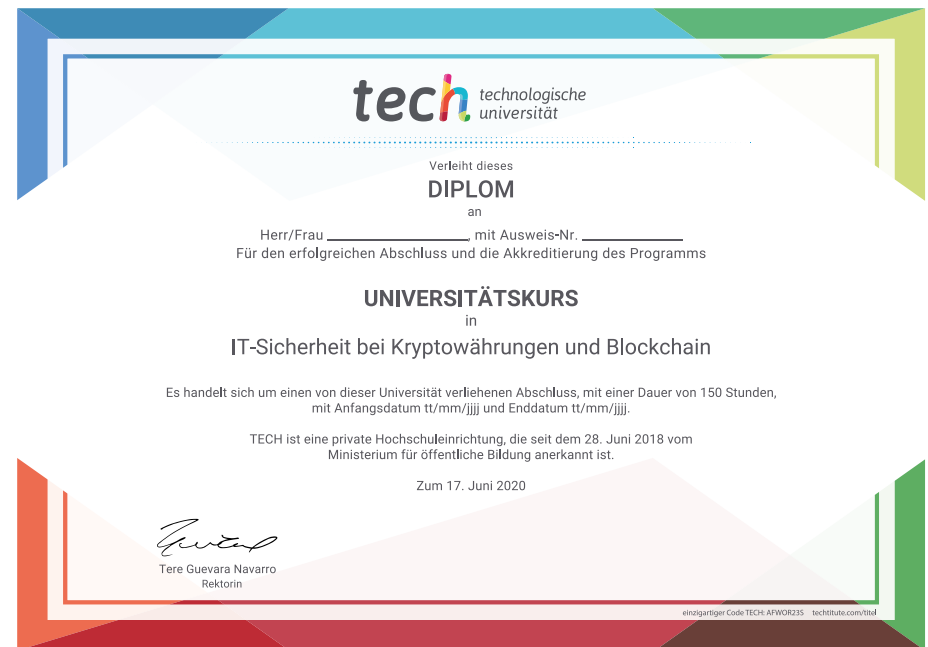 tech technologische
universität
Verleiht dieses
DIPLOM
an
Herr/Frau ____________________, mit Ausweis-Nr. ______________
Für den erfolgreichen Abschluss und die Akkreditierung des Programms
UNIVERSITÄTSKURS
in
IT-Sicherheit bei Kryptowährungen und Blockchain
Es handelt sich um einen von dieser Universität verliehenen Abschluss, mit einer Dauer von 150 Stunden,
mit Anfangsdatum tt/mm/jjjj und Enddatum tt/mm/jjjj.
TECH ist eine private Hochschuleinrichtung, die seit dem 28. Juni 2018 vom
Ministerium für öffentliche Bildung anerkannt ist.
Zum 17. Juni 2020
Tere Guevara Navarro
Rektorin
einzigartiger Code TECH: AFWOR23S techtitute.com/titel